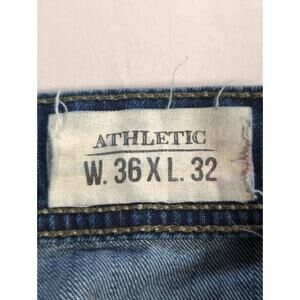 ATHLETIC
W. 36 X L. 32